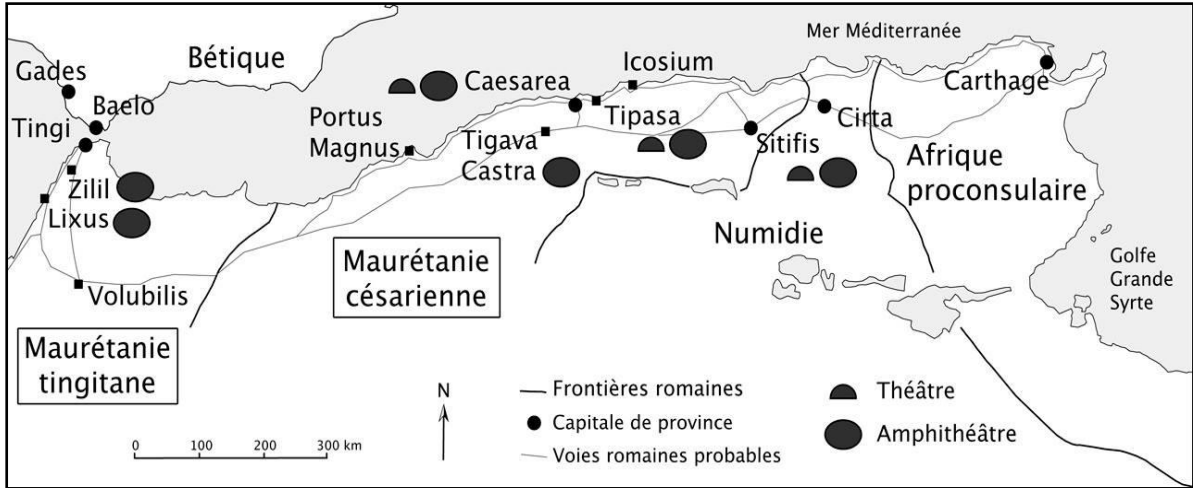 Mer Méditerranée
Bétique
Gades
Baelo
Tingi
Zilil
Lixus
Volubilis
Portus
Magnus
Caesarea
Icosium
Tipasa
Tigava
Castra
Sitifis
Cirta
Carthage
Afrique
proconsulaire
Numidie
Golfe
Grande
Syrte
Maurétanie
césarienne
Maurétanie
tingitane
N
0 100 200 300 km
Frontières romaines
Capitale de province
Voies romaines probables
Théâtre
Amphithéâtre